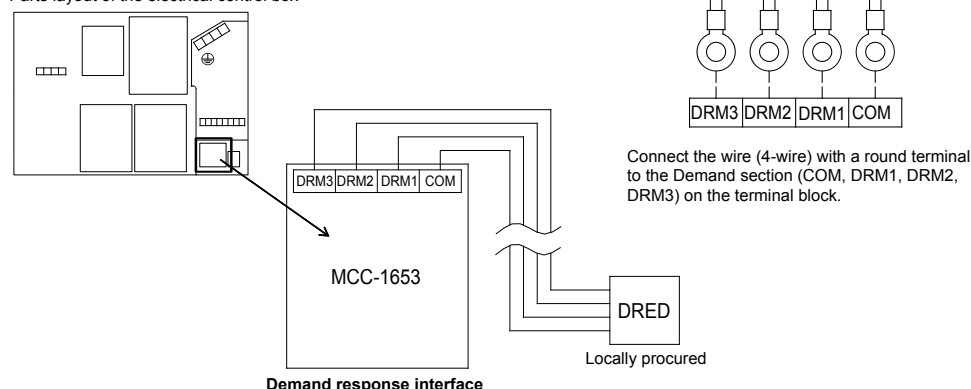 Parts layout of the electrical control box
DRM3 DRM2 DRM1 COM
Connect the wire (4-wire) with a round terminal
to the Demand section (COM, DRM1, DRM2,
DRM3) on the terminal block.
DRM3 DRM2 DRM1 COM
MCC-1653
DRED
Locally procured
Demand response interface